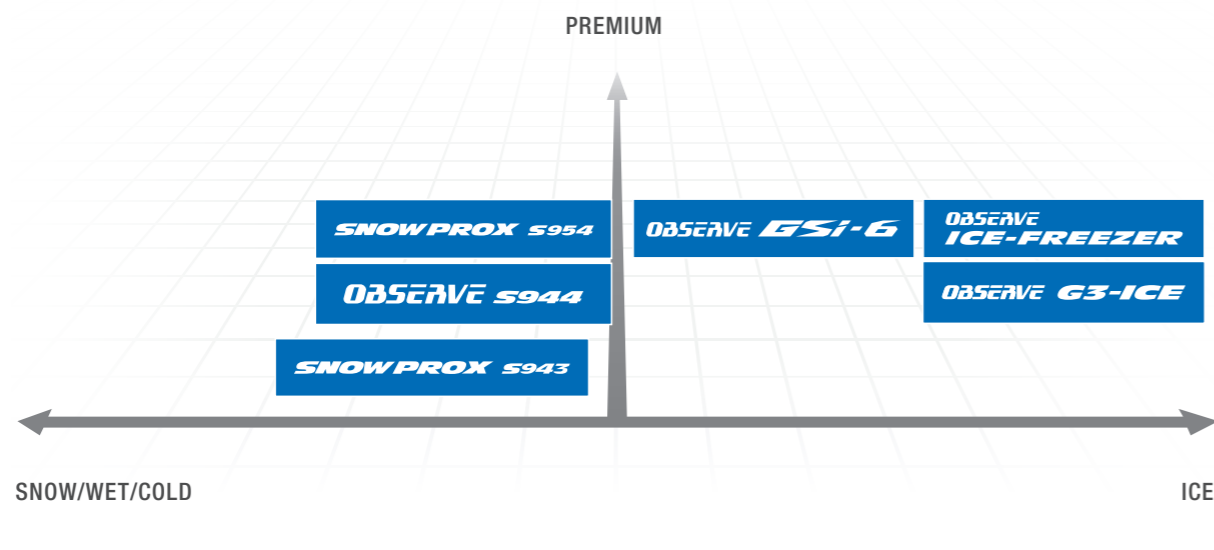 PREMIUM
SNOWPROX S954
OBSERVE GSi-6
OBSERVE
ICE-FREEZER
OBSERVE S944
OBSERVE G3-ICE
SNOWPROX S943
SNOW/WET/COLD
ICE